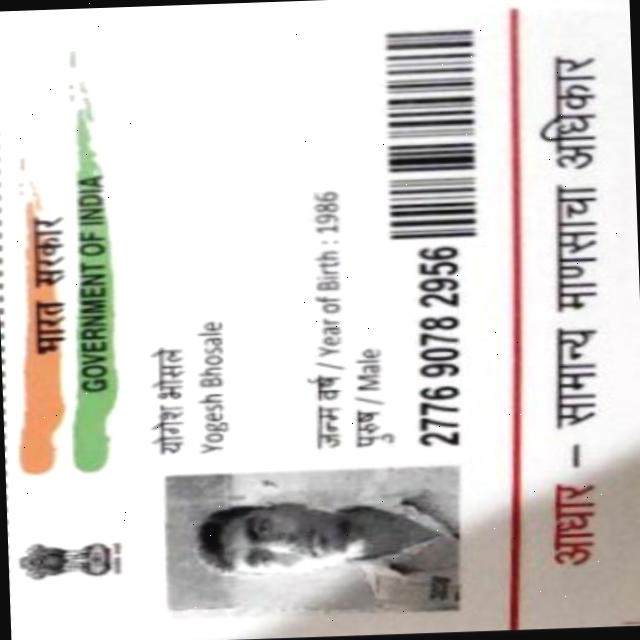 भारत सरकार
GOVERNMENT OF INDIA
योगेश भोसले
Yogesh Bhosale
जन्म वर्ष / Year of Birth : 1986
पुरुष / Male
2776 9078 2956
आधार – सामान्य माणसाचा अधिकार